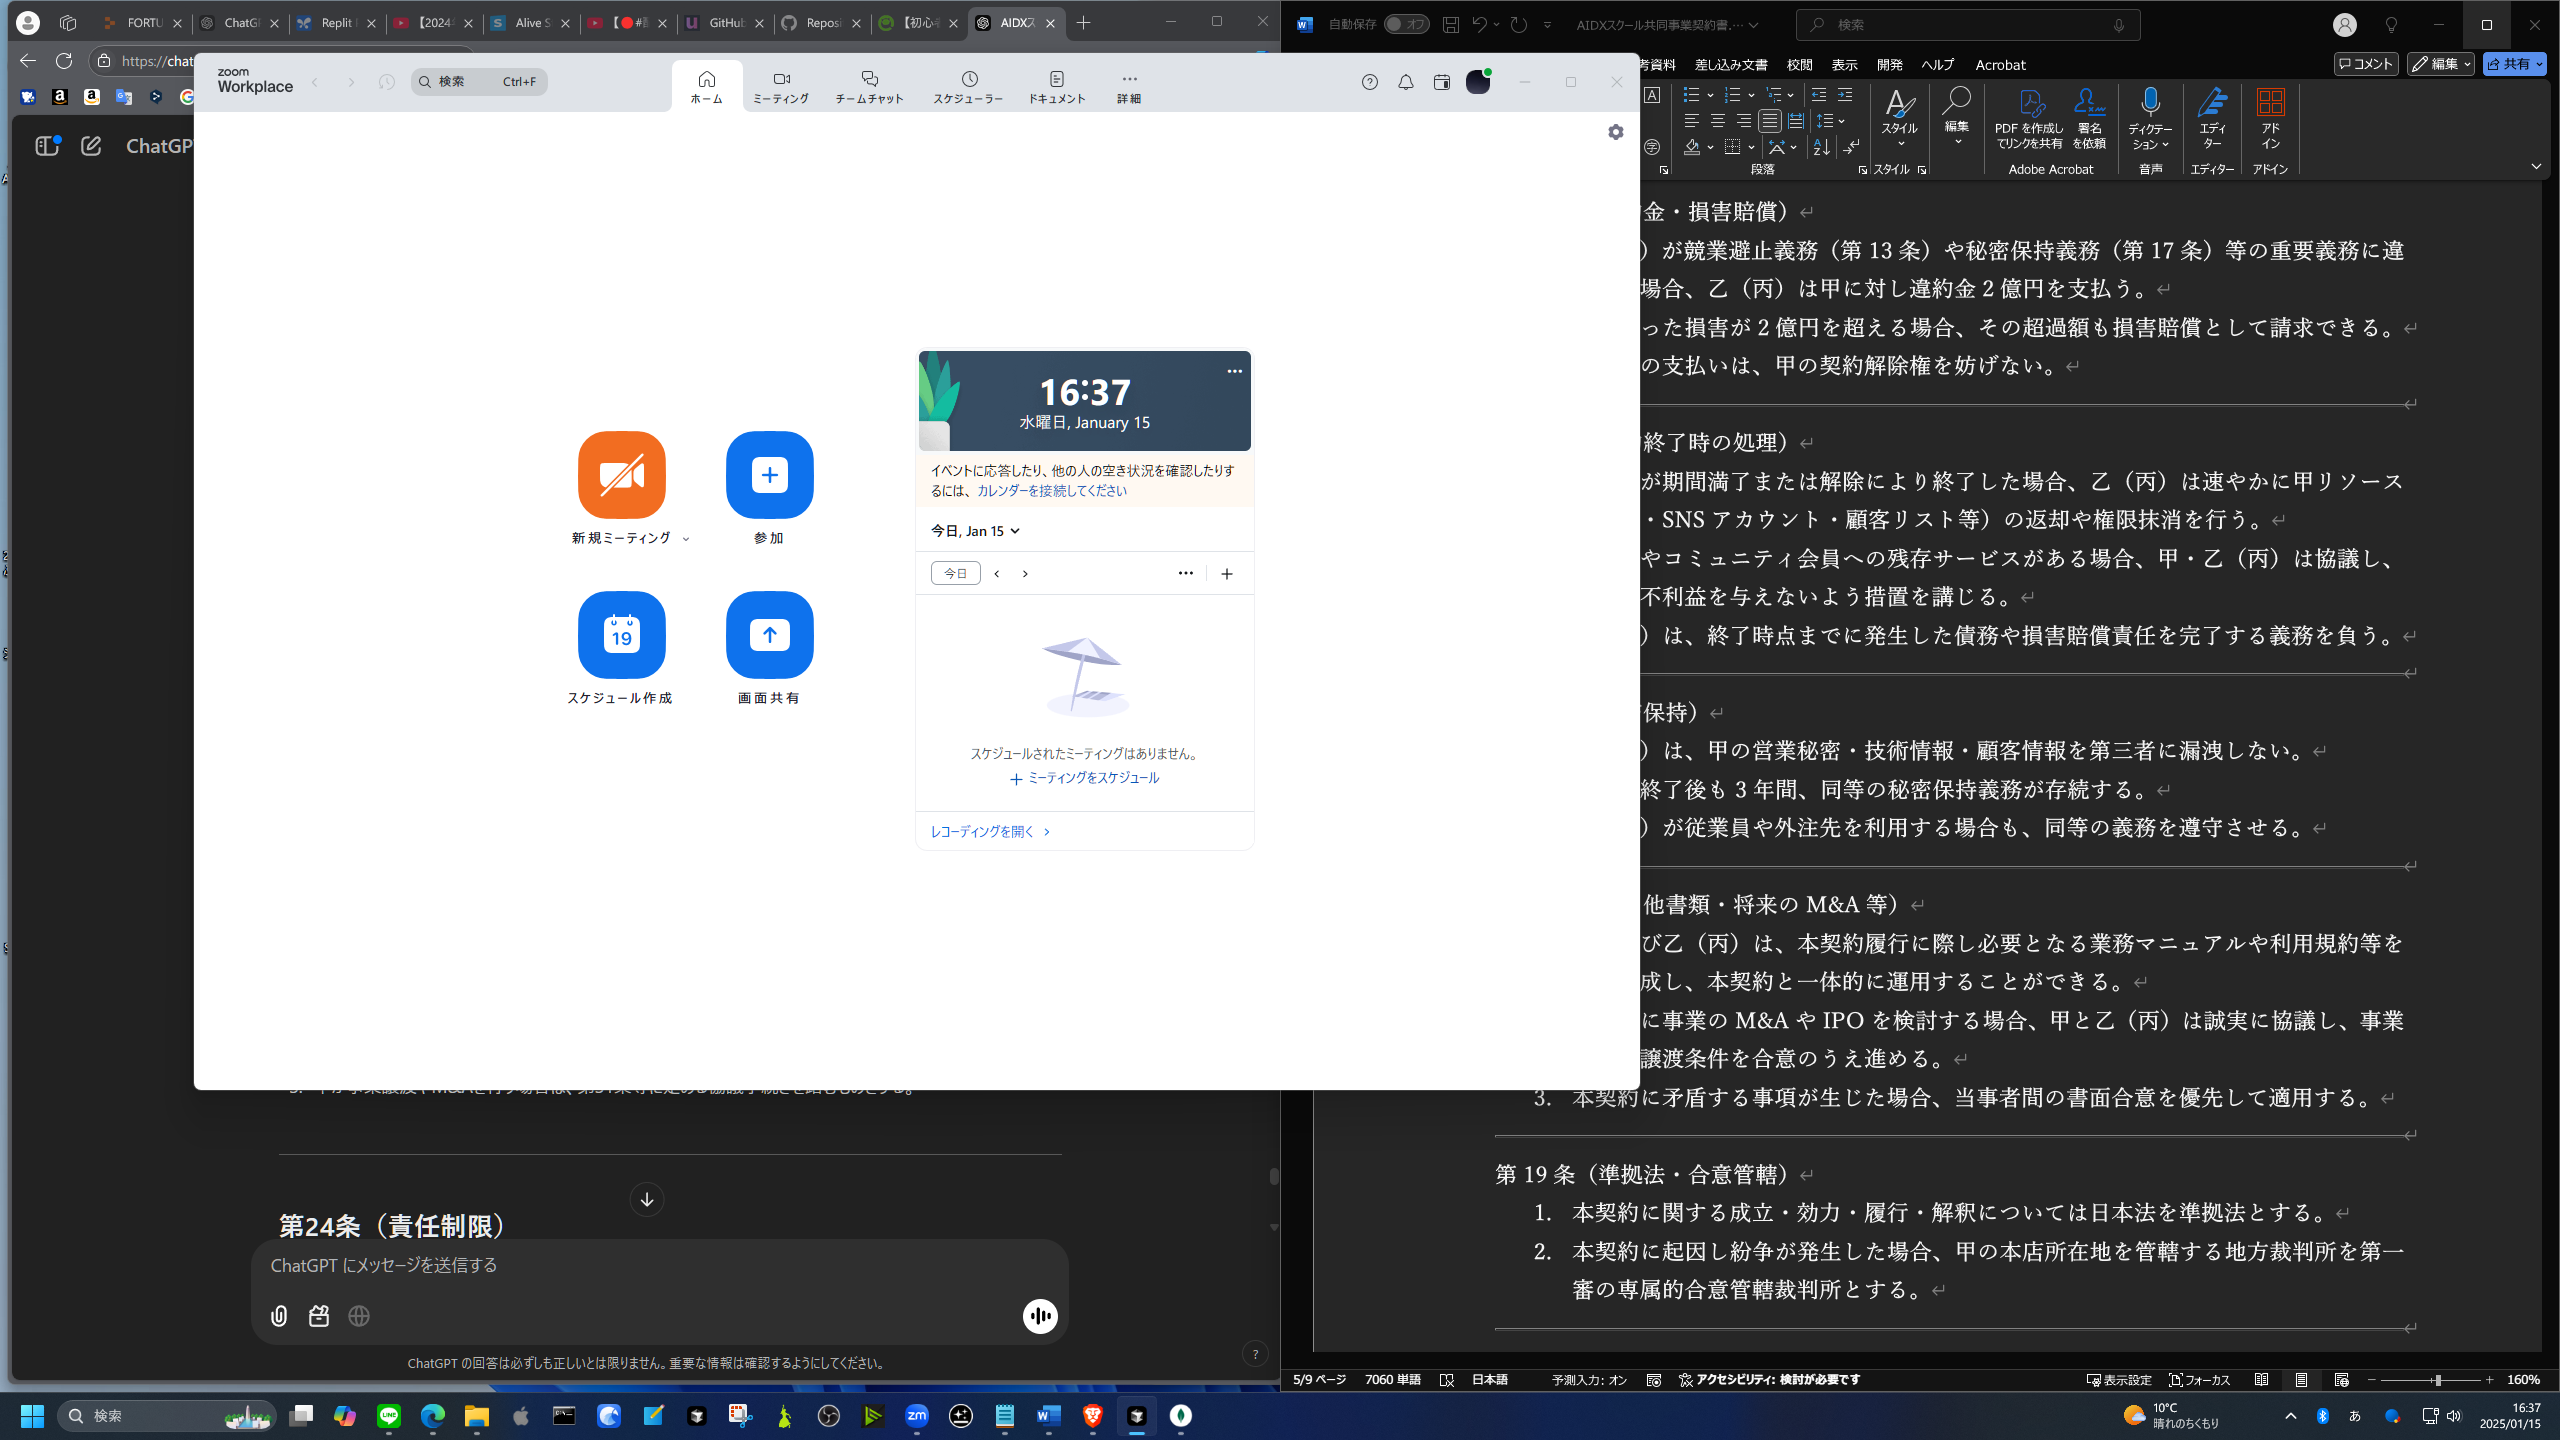 FORTU
ChatGP
Replit
【2024
Alive S
【🔴#
GitHub
Reposi
【初心
AIDXス
https://chat
ChatGP
zoom
Workplace
検索 Ctrl+F
ホーム
ミーティング
チームチャット
スケジューラー
ドキュメント
詳細
新規ミーティング
参加
19
スケジュール作成
画面共有
16:37
水曜日, January 15
イベントに応答したり、他の人の空き状況を確認したりす
るには、カレンダーを接続してください
今日, Jan 15
今日
スケジュールされたミーティングはありません。
ミーティングをスケジュール
レコーディングを開く
第24条（責任制限）
ChatGPT にメッセージを送信する
ChatGPT の回答は必ずしも正しいとは限りません。重要な情報は確認するようにしてください。
?
自動保存 オフ
AIDXスクール共同事業契約書.…
検索
考資料 差し込み文書 校閲 表示 開発 ヘルプ Acrobat
コメント 編集 共有
スタイル
編集
PDF を作成し
てリンクを共有
署名
を依頼
ディクテー
ション
エディ
ター
アド
イン
段落 スタイル Adobe Acrobat 音声 エディター アドイン
金・損害賠償）
）が競業避止義務（第 13 条）や秘密保持義務（第 17 条）等の重要義務に違
場合、乙（丙）は甲に対し違約金 2 億円を支払う。
った損害が 2 億円を超える場合、その超過額も損害賠償として請求できる。
の支払いは、甲の契約解除権を妨げない。
終了時の処理）
が期間満了または解除により終了した場合、乙（丙）は速やかに甲リソース
・SNS アカウント・顧客リスト等）の返却や権限抹消を行う。
やコミュニティ会員への残存サービスがある場合、甲・乙（丙）は協議し、
不利益を与えないよう措置を講じる。
）は、終了時点までに発生した債務や損害賠償責任を完了する義務を負う。
保持）
）は、甲の営業秘密・技術情報・顧客情報を第三者に漏洩しない。
終了後も 3 年間、同等の秘密保持義務が存続する。
）が従業員や外注先を利用する場合も、同等の義務を遵守させる。
他書類・将来の M&A 等）
び乙（丙）は、本契約履行に際し必要となる業務マニュアルや利用規約等を
成し、本契約と一体的に運用することができる。
に事業の M&A や IPO を検討する場合、甲と乙（丙）は誠実に協議し、事業
譲渡条件を合意のうえ進める。
3. 本契約に矛盾する事項が生じた場合、当事者間の書面合意を優先して適用する。
第 19 条（準拠法・合意管轄）
1. 本契約に関する成立・効力・履行・解釈については日本法を準拠法とする。
2. 本契約に起因し紛争が発生した場合、甲の本店所在地を管轄する地方裁判所を第一
審の専属的合意管轄裁判所とする。
5/9 ページ 7060 単語 日本語 予測入力: オン アクセシビリティ: 検討が必要です 表示設定 フォーカス 160%
検索
10°C
晴れのちくもり
あ
16:37
2025/01/15